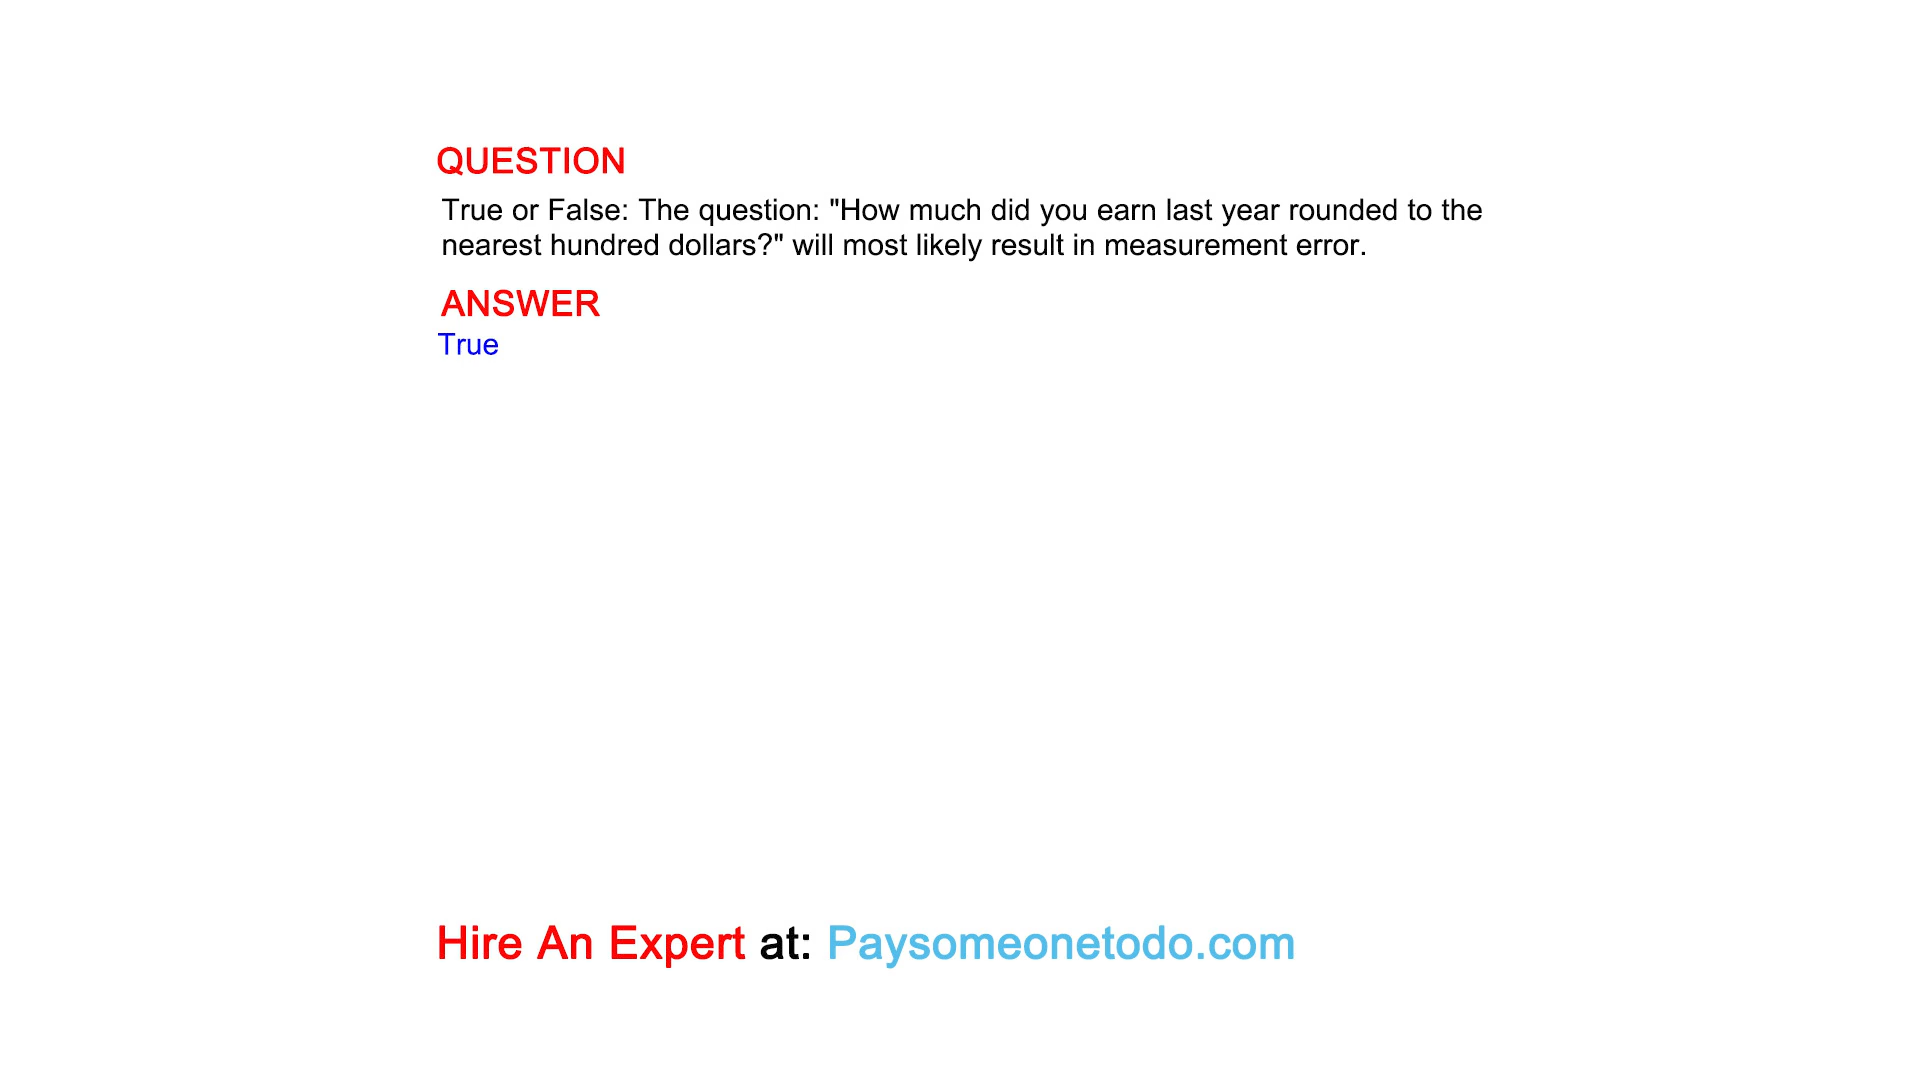 QUESTION
True or False: The question: "How much did you earn last year rounded to the
nearest hundred dollars?" will most likely result in measurement error.
ANSWER
True
Hire An Expert at: Paysomeonetodo.com